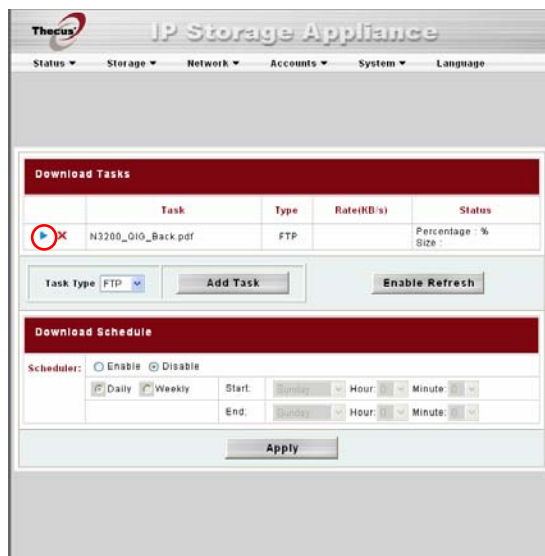 Thecus
IP Storage Appliance
Status Storage Network Accounts System Language
Download Tasks
Task Type Rate(KB/s) Status
N3200_QIG_Back.pdf FTP Percentage : %
Size :
Task Type FTP Add Task Enable Refresh
Download Schedule
Scheduler: Enable Disable
Daily Weekly Start: Sunday Hour: 0 Minute: 0
End: Sunday Hour: 0 Minute: 0
Apply